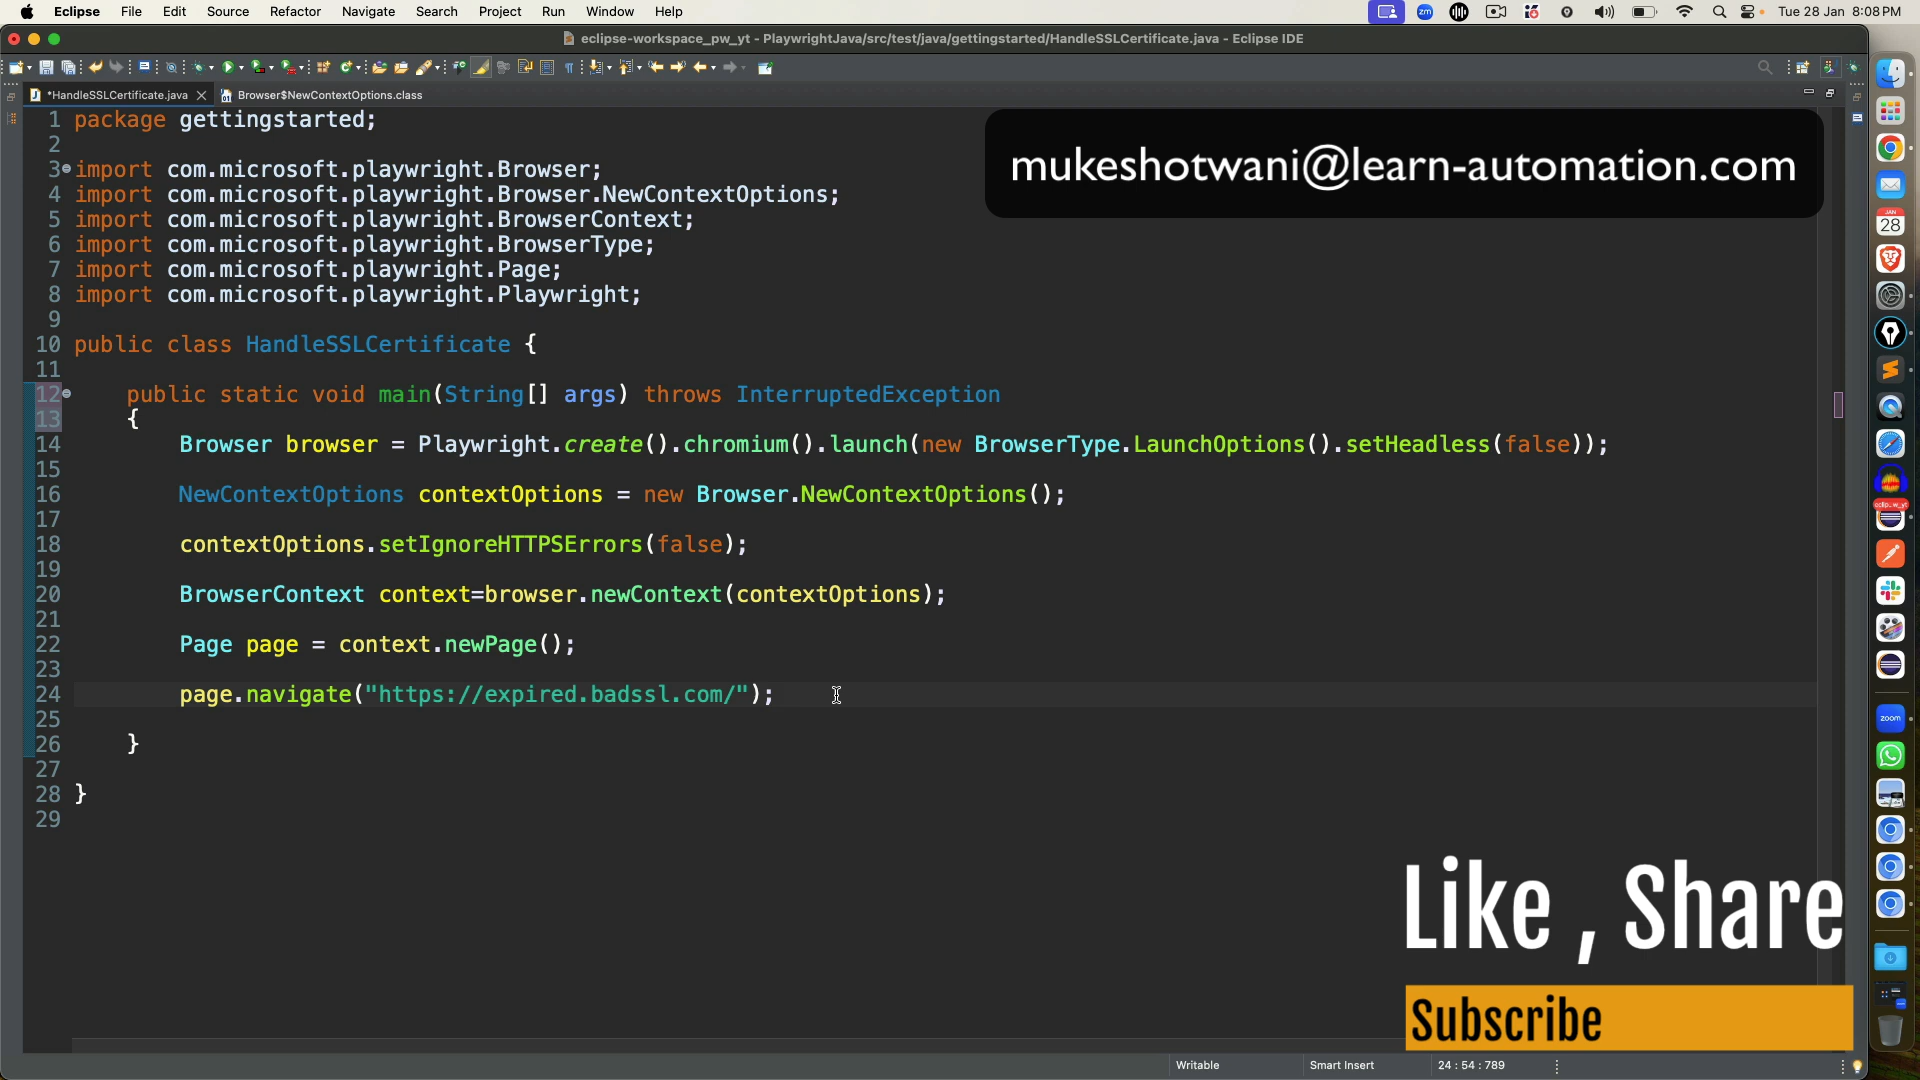 Eclipse File Edit Source Refactor Navigate Search Project Run Window Help
zm
Tue 28 Jan 8:08 PM
eclipse-workspace_pw_yt - PlaywrightJava/src/test/java/gettingstarted/HandleSSLCertificate.java - Eclipse IDE
*HandleSSLCertificate.java
Browser$NewContextOptions.class
mukeshotwani@learn-automation.com
1 package gettingstarted;
2
3 import com.microsoft.playwright.Browser;
4 import com.microsoft.playwright.Browser.NewContextOptions;
5 import com.microsoft.playwright.BrowserContext;
6 import com.microsoft.playwright.BrowserType;
7 import com.microsoft.playwright.Page;
8 import com.microsoft.playwright.Playwright;
9
10 public class HandleSSLCertificate {
11
12 public static void main(String[] args) throws InterruptedException
13 {
14 Browser browser = Playwright.create().chromium().launch(new BrowserType.LaunchOptions().setHeadless(false));
15
16 NewContextOptions contextOptions = new Browser.NewContextOptions();
17
18 contextOptions.setIgnoreHTTPSErrors(false);
19
20 BrowserContext context=browser.newContext(contextOptions);
21
22 Page page = context.newPage();
23
24 page.navigate("https://expired.badssl.com/");
25
26 }
27
28 }
29
JAN
28
zoom
Like , Share
Subscribe
Writable
Smart Insert
24 : 54 : 789